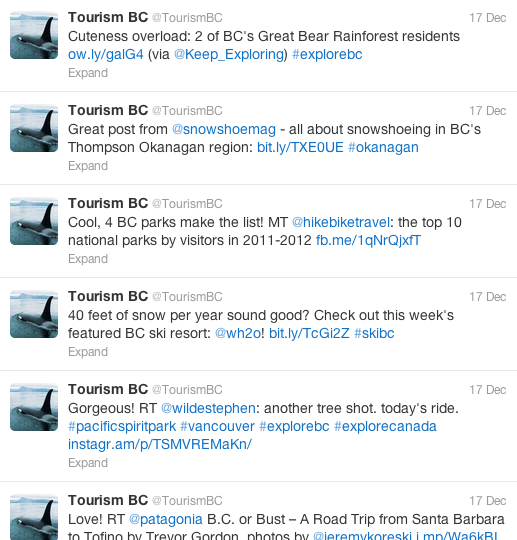 Tourism BC @TourismBC 17 Dec
Cuteness overload: 2 of BC's Great Bear Rainforest residents
ow.ly/galG4 (via @Keep_Exploring) #explorebc
Expand
Tourism BC @TourismBC 17 Dec
Great post from @snowshoemag - all about snowshoeing in BC's
Thompson Okanagan region: bit.ly/TXE0UE #okanagan
Expand
Tourism BC @TourismBC 17 Dec
Cool, 4 BC parks make the list! MT @hikebiketravel: the top 10
national parks by visitors in 2011-2012 fb.me/1qNrQjxfT
Expand
Tourism BC @TourismBC 17 Dec
40 feet of snow per year sound good? Check out this week's
featured BC ski resort: @wh2o! bit.ly/TcGi2Z #skibc
Expand
Tourism BC @TourismBC 17 Dec
Gorgeous! RT @wildestephen: another tree shot. today's ride.
#pacificspiritpark #vancouver #explorebc #explorecanada
instagr.am/p/TSMVREMaKn/
Expand
Tourism BC @TourismBC 17 Dec
Love! RT @patagonia B.C. or Bust – A Road Trip from Santa Barbara
to Tofino by Trevor Gordon, photos by @jeremykoreski j.mp/Wa6kBI